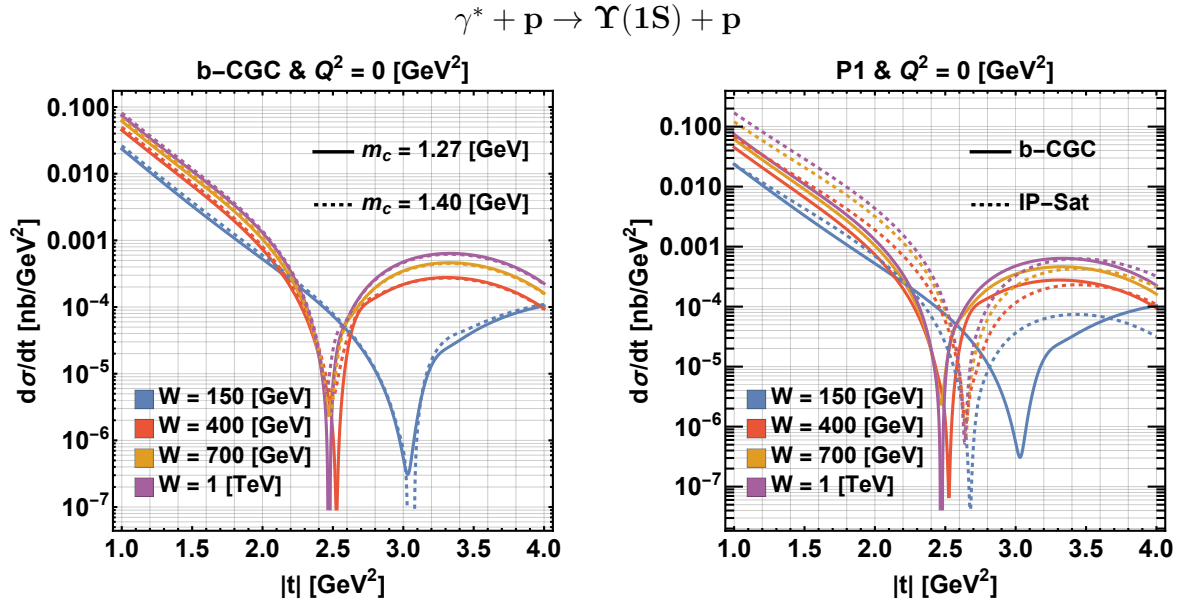 γ* + p → Υ(1S) + p
b−CGC & Q² = 0 [GeV²]
dσ/dt [nb/GeV²]
0.100
0.010
0.001
10⁻⁴
10⁻⁵
10⁻⁶
10⁻⁷
m_c = 1.27 [GeV]
m_c = 1.40 [GeV]
W = 150 [GeV]
W = 400 [GeV]
W = 700 [GeV]
W = 1 [TeV]
1.0 1.5 2.0 2.5 3.0 3.5 4.0
|t| [GeV²]
P1 & Q² = 0 [GeV²]
dσ/dt [nb/GeV²]
0.100
0.010
0.001
10⁻⁴
10⁻⁵
10⁻⁶
10⁻⁷
b−CGC
IP−Sat
W = 150 [GeV]
W = 400 [GeV]
W = 700 [GeV]
W = 1 [TeV]
1.0 1.5 2.0 2.5 3.0 3.5 4.0
|t| [GeV²]